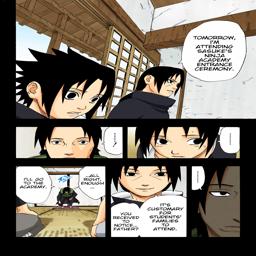 TOMORROW,
I'M
ATTENDING
SASUKE'S
NINJA
ACADEMY
ENTRANCE
CEREMONY.
...
...
...ALL
RIGHT,
ENOUGH
...
I'LL GO
TO THE
ACADEMY.
IT'S
CUSTOMARY
FOR
STUDENTS'
FAMILIES
TO
ATTEND.
YOU
RECEIVED
TO
NOTICE...
FATHER?
...